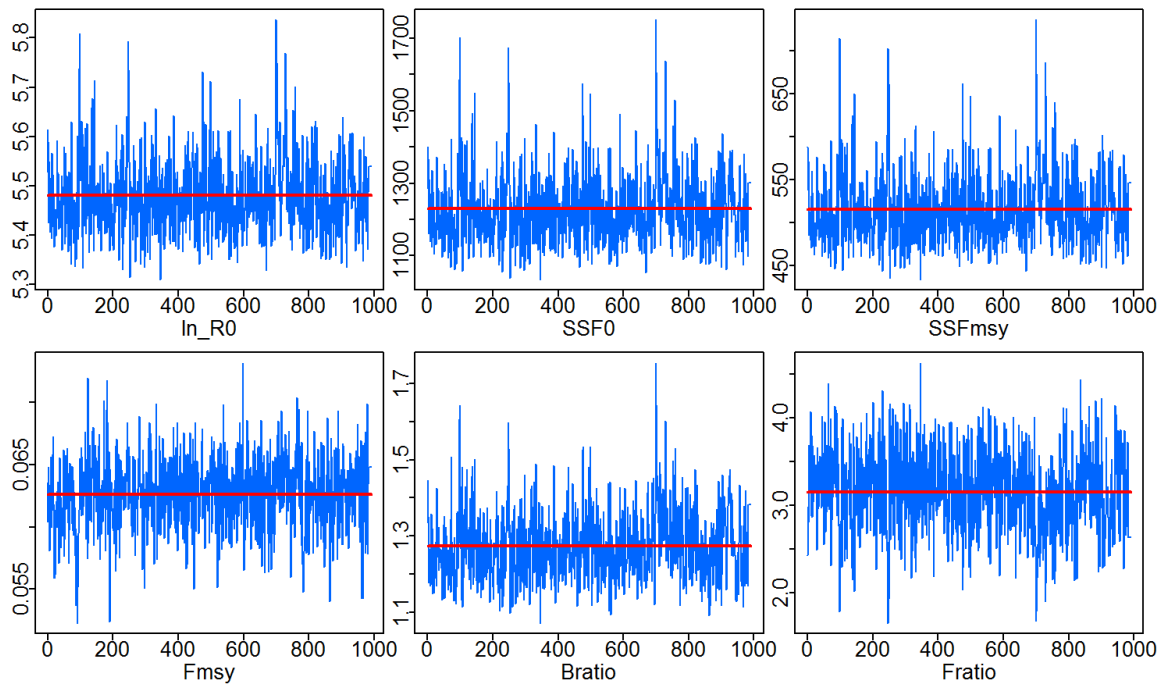 5.3 5.4 5.5 5.6 5.7 5.8
0 200 400 600 800 1000
ln_R0
1100 1300 1500 1700
0 200 400 600 800 1000
SSF0
450 550 650
0 200 400 600 800 1000
SSFmsy
0.055 0.065
0 200 400 600 800 1000
Fmsy
1.1 1.3 1.5 1.7
0 200 400 600 800 1000
Bratio
2.0 3.0 4.0
0 200 400 600 800 1000
Fratio